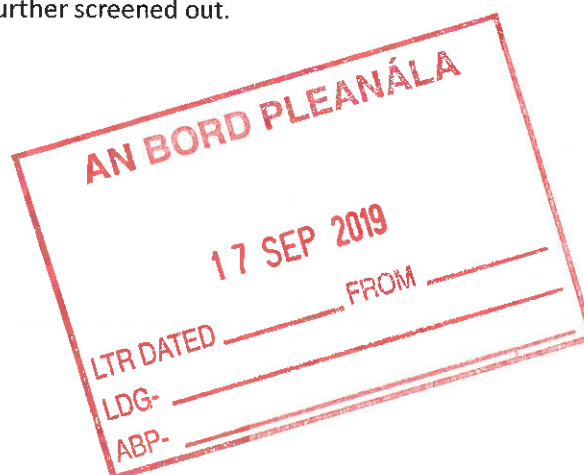 urther screened out.
AN BORD PLEANÁLA
17 SEP 2019
LTR DATED FROM
LDG-
ABP-